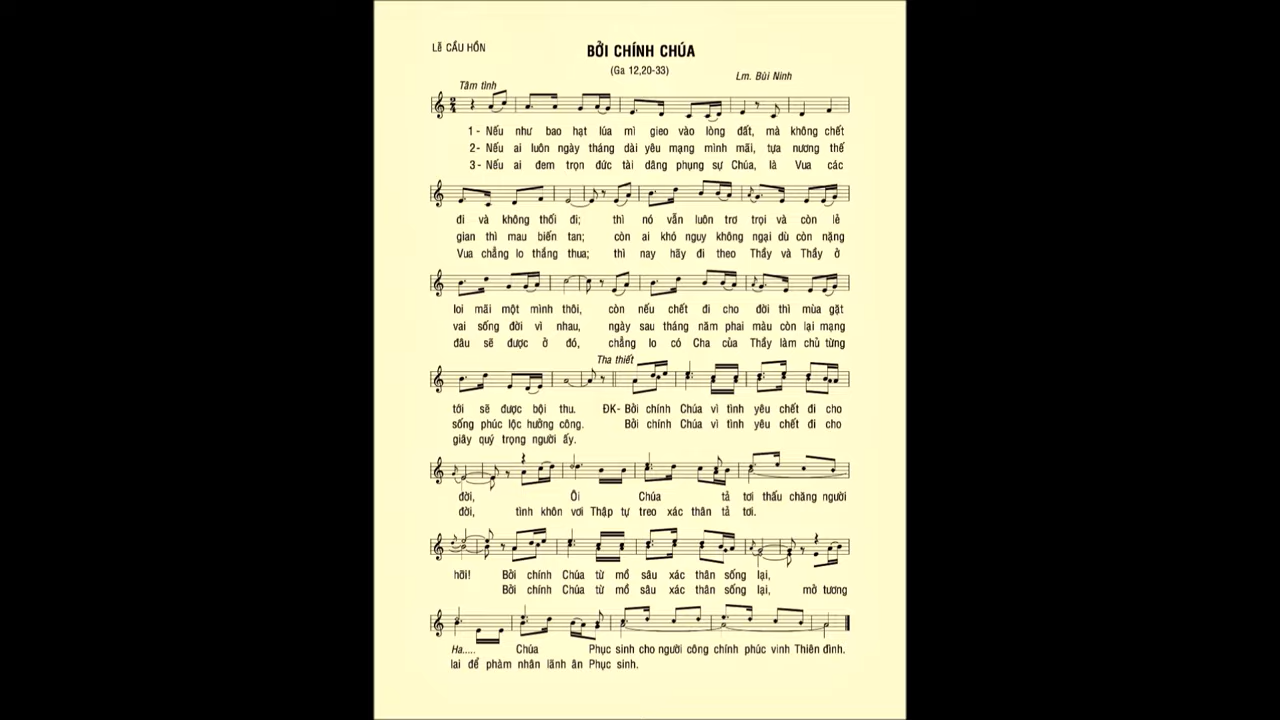 LỄ CẦU HỒN
BỞI CHÍNH CHÚA
(Ga 12,20-33)
Lm. Bùi Ninh
Tâm tình
1 - Nếu như bao hạt lúa mì gieo vào lòng đất, mà không chết
2- Nếu ai luôn ngày tháng dài yêu mạng mình mãi, tựa nương thế
3- Nếu ai đem trọn đức tài dâng phụng sự Chúa, là Vua các
đi và không thối đi; thì nó vẫn luôn trơ trọi và còn lẻ
gian thì mau biến tan; còn ai khó nguy không ngại dù còn nặng
Vua chẳng lo thắng thua; thì nay hãy đi theo Thầy và Thầy ở
loi mãi một mình thôi, còn nếu chết đi cho đời thì mùa gặt
vai sống đời vì nhau, ngày sau tháng năm phai màu còn lại mạng
đâu sẽ được ở đó, chẳng lo có Cha của Thầy làm chủ từng
Tha thiết
tới sẽ được bội thu. ĐK- Bởi chính Chúa vì tình yêu chết đi cho
sống phúc lộc hưởng công. Bởi chính Chúa vì tình yêu chết đi cho
giây quý trọng người ấy.
đời, Ôi Chúa tả tơi thấu chăng người
đời, tình khôn vơi Thập tự treo xác thân tả tơi.
hỡi! Bởi chính Chúa từ mồ sâu xác thân sống lại,
Bởi chính Chúa từ mồ sâu xác thân sống lại, mở tương
Ha..... Chúa Phục sinh cho người công chính phúc vinh Thiên đình.
lai để phàm nhân lãnh ân Phục sinh.